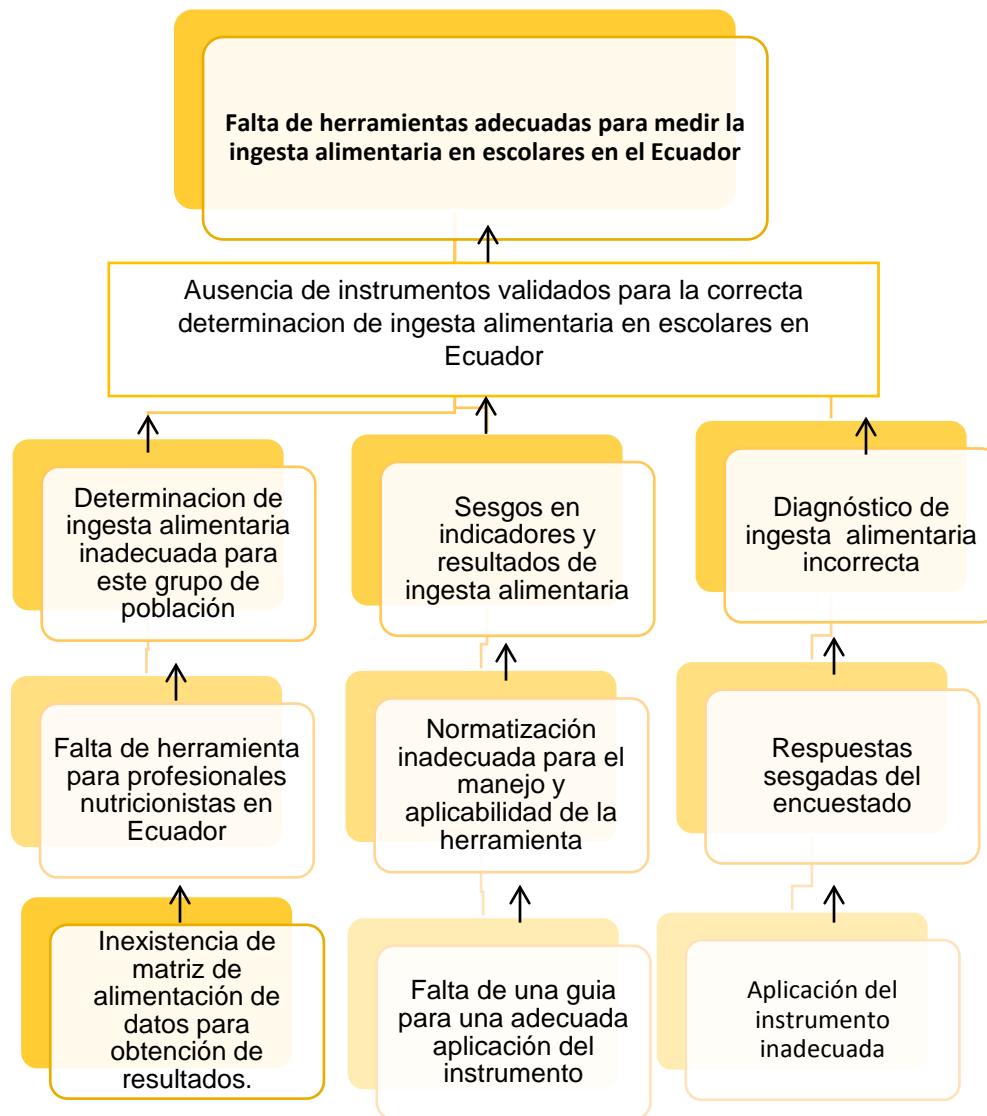 Falta de herramientas adecuadas para medir la
ingesta alimentaria en escolares en el Ecuador
Ausencia de instrumentos validados para la correcta
determinacion de ingesta alimentaria en escolares en
Ecuador
Determinacion de
ingesta alimentaria
inadecuada para
este grupo de
población
Sesgos en
indicadores y
resultados de
ingesta alimentaria
Diagnóstico de
ingesta alimentaria
incorrecta
Falta de herramienta
para profesionales
nutricionistas en
Ecuador
Normatización
inadecuada para el
manejo y
aplicabilidad de la
herramienta
Respuestas
sesgadas del
encuestado
Inexistencia de
matriz de
alimentación de
datos para
obtención de
resultados.
Falta de una guia
para una adecuada
aplicación del
instrumento
Aplicación del
instrumento
inadecuada